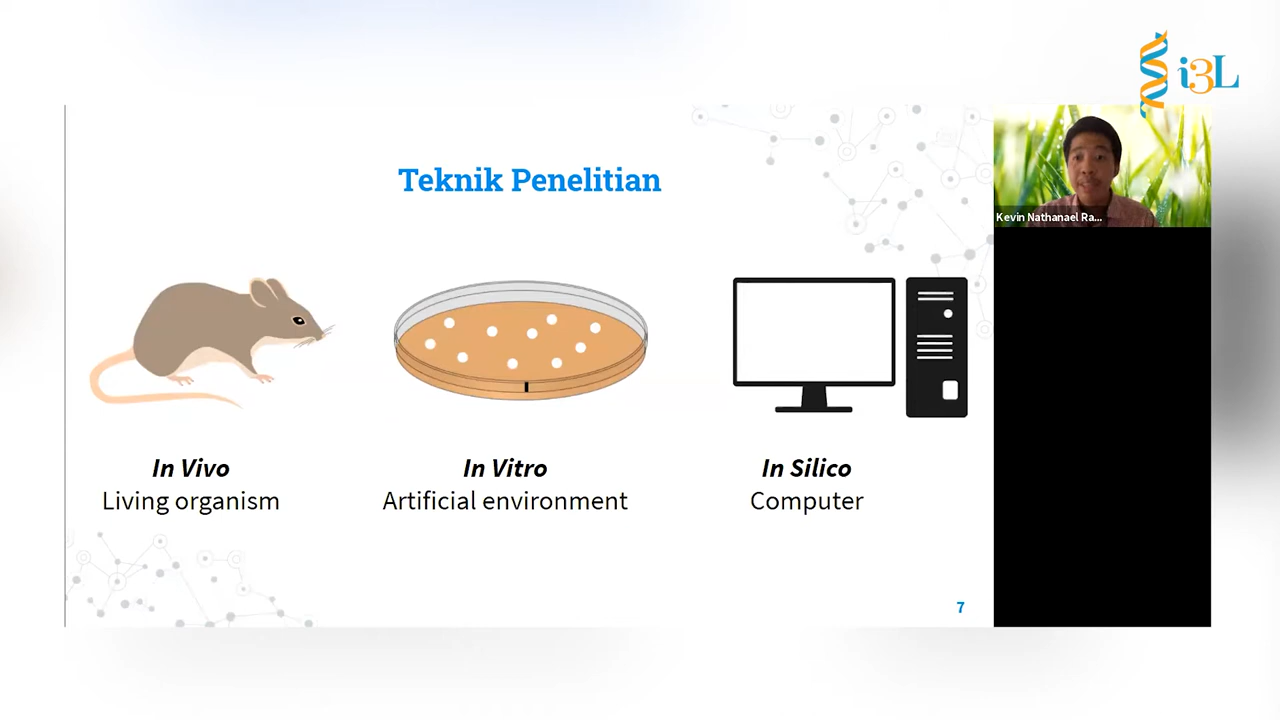 i3L
Teknik Penelitian
Kevin Nathanael Ra...
In Vivo
Living organism
In Vitro
Artificial environment
In Silico
Computer
7